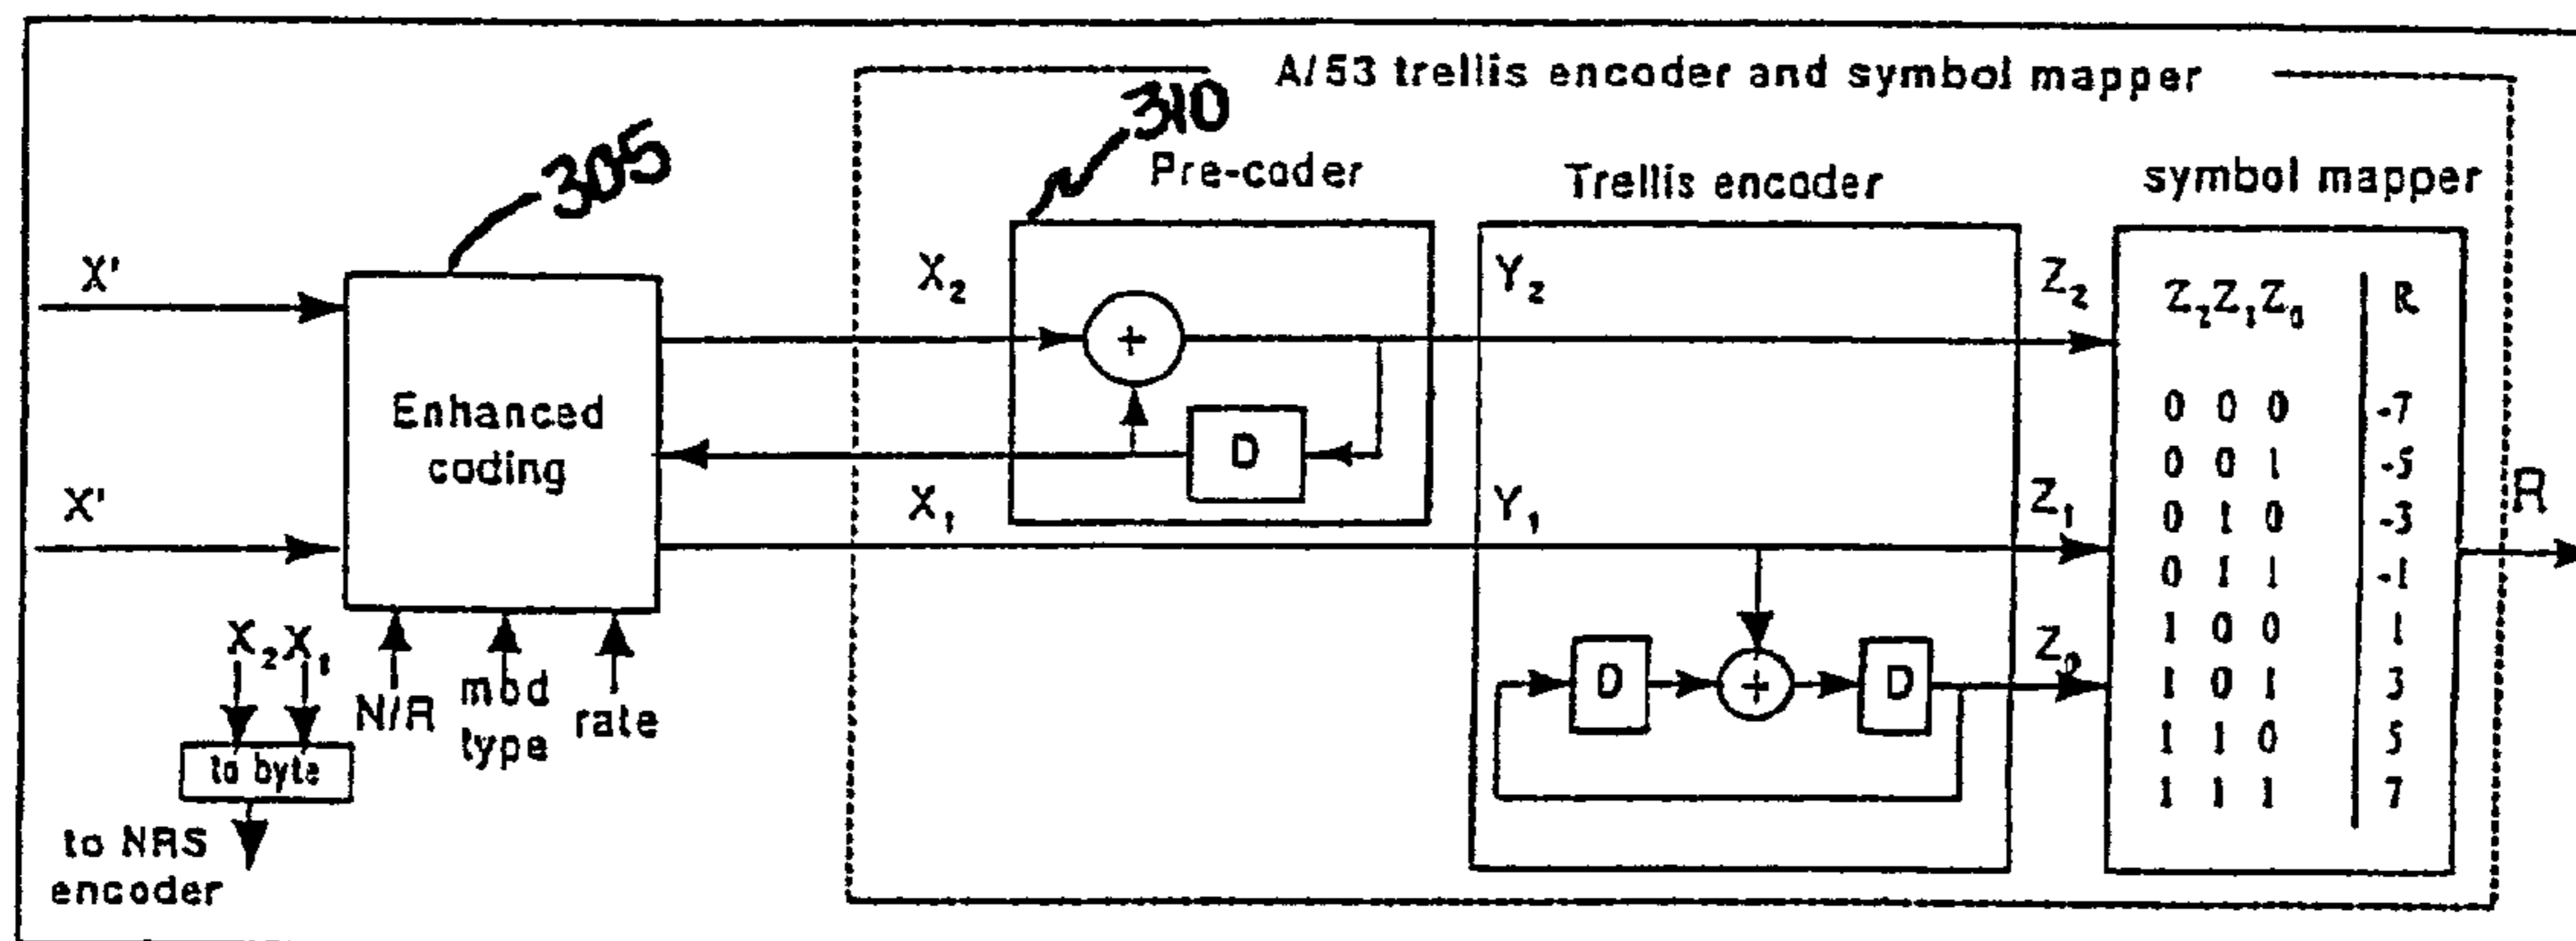 A/53 trellis encoder and symbol mapper
310
305
Pre-coder
Trellis encoder
symbol mapper
X'
X'
Enhanced
coding
X₂
X₁
+
D
Y₂
Y₁
D
+
D
Z₂
Z₁
Z₀
Z₂Z₁Z₀ R
0 0 0 -7
0 0 1 -5
0 1 0 -3
0 1 1 -1
1 0 0 1
1 0 1 3
1 1 0 5
1 1 1 7
R
X₂X₁
N/R
mod
type
rate
to byte
to NRS
encoder